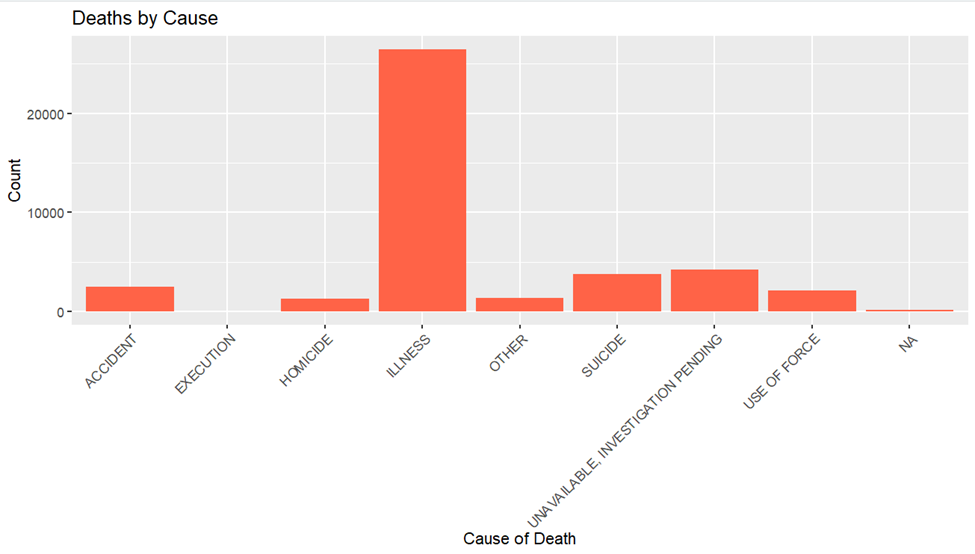 Deaths by Cause
Count
20000
10000
0
ACCIDENT
EXECUTION
HOMICIDE
ILLNESS
OTHER
SUICIDE
UNAVAILABLE, INVESTIGATION PENDING
USE OF FORCE
NA
Cause of Death